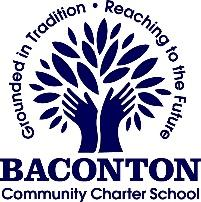 Grounded in Tradition • Reaching to the Future
BACONTON
Community Charter School